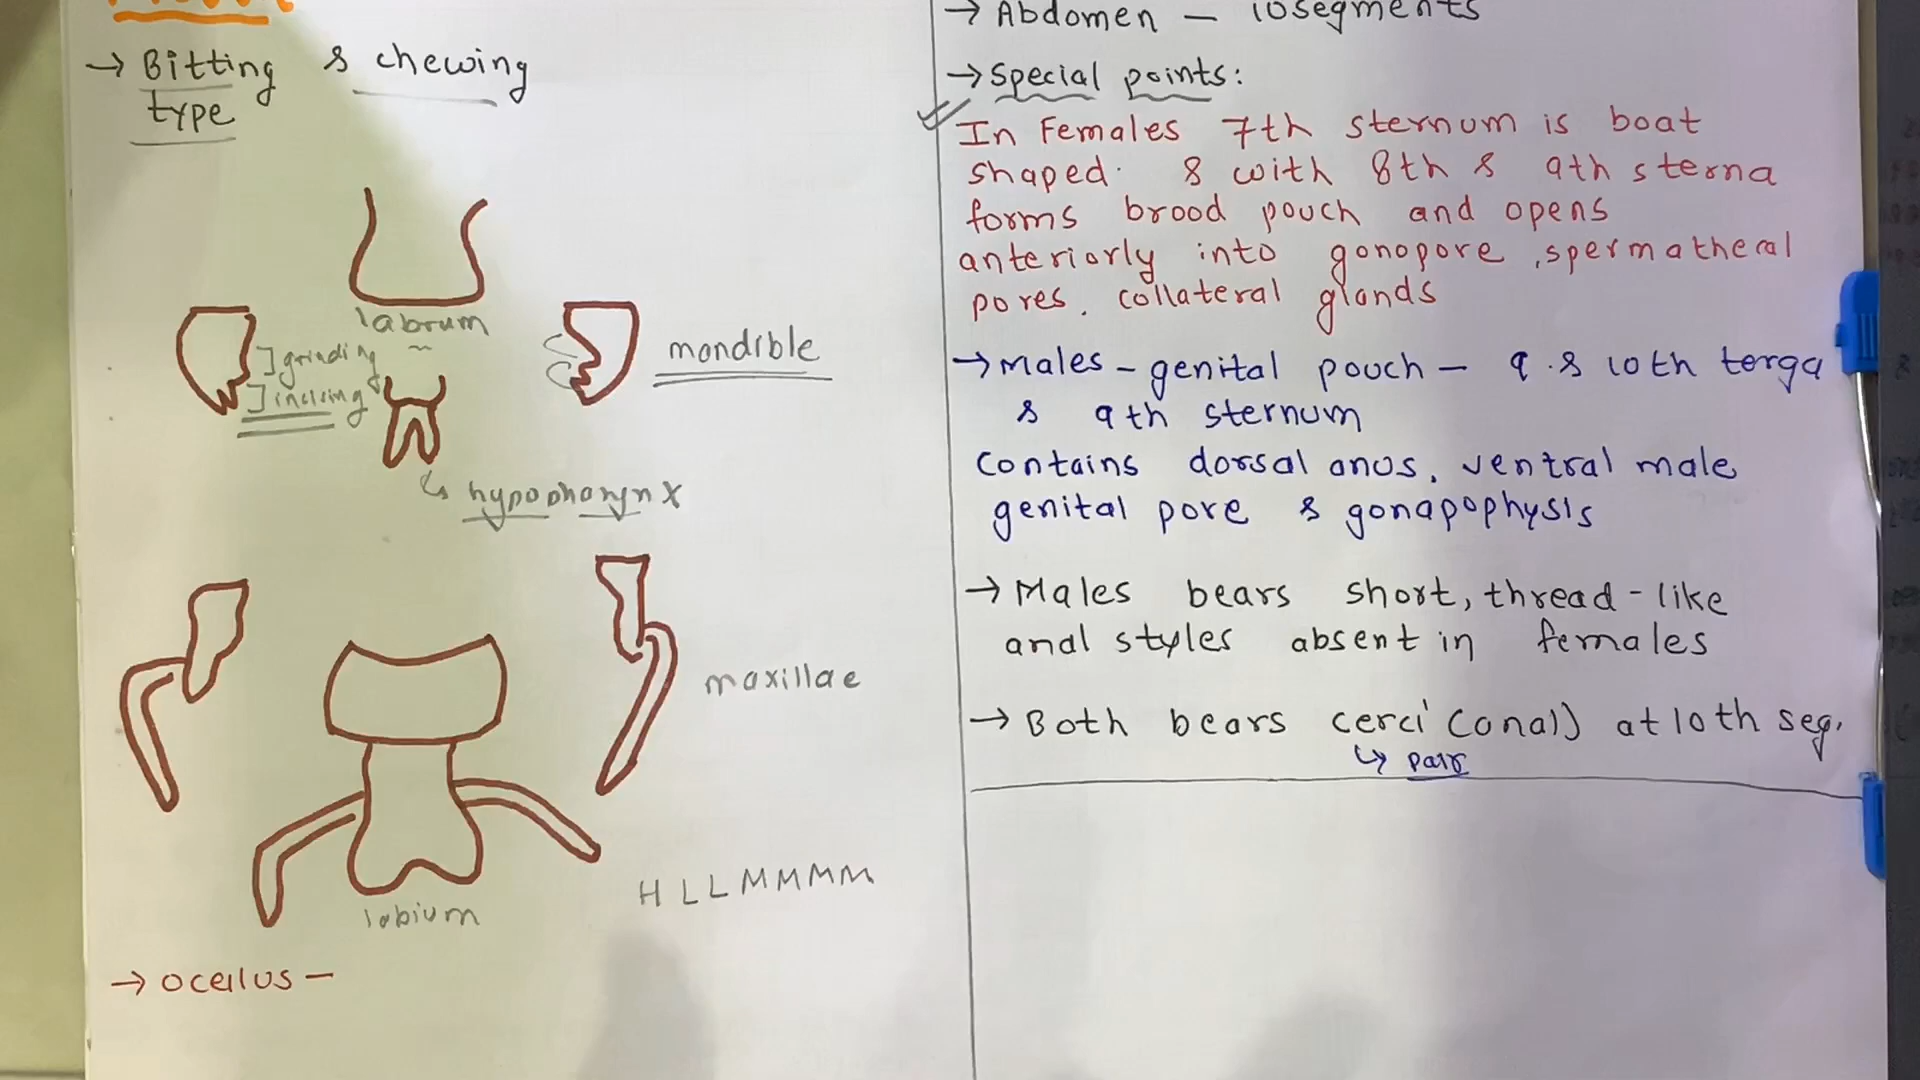 → Bitting & chewing
type
labrum
]grinding
]incising
mandible
↳ hypopharynx
maxillae
labium
H L L M M M M
→ ocellus —
→ Abdomen — 10segments
→ Special points:
In Females 7th sternum is boat
shaped. & with 8th & 9th sterna
forms brood pouch and opens
anteriorly into gonopore, spermathecal
pores. collateral glands
→ Males – genital pouch – 9.& 10th terga
& 9th sternum
Contains dorsal anus, ventral male
genital pore & gonapophysis
→ Males bears short, thread-like
anal styles absent in females
→ Both bears cerci (anal) at 10th seg.
↳ pair